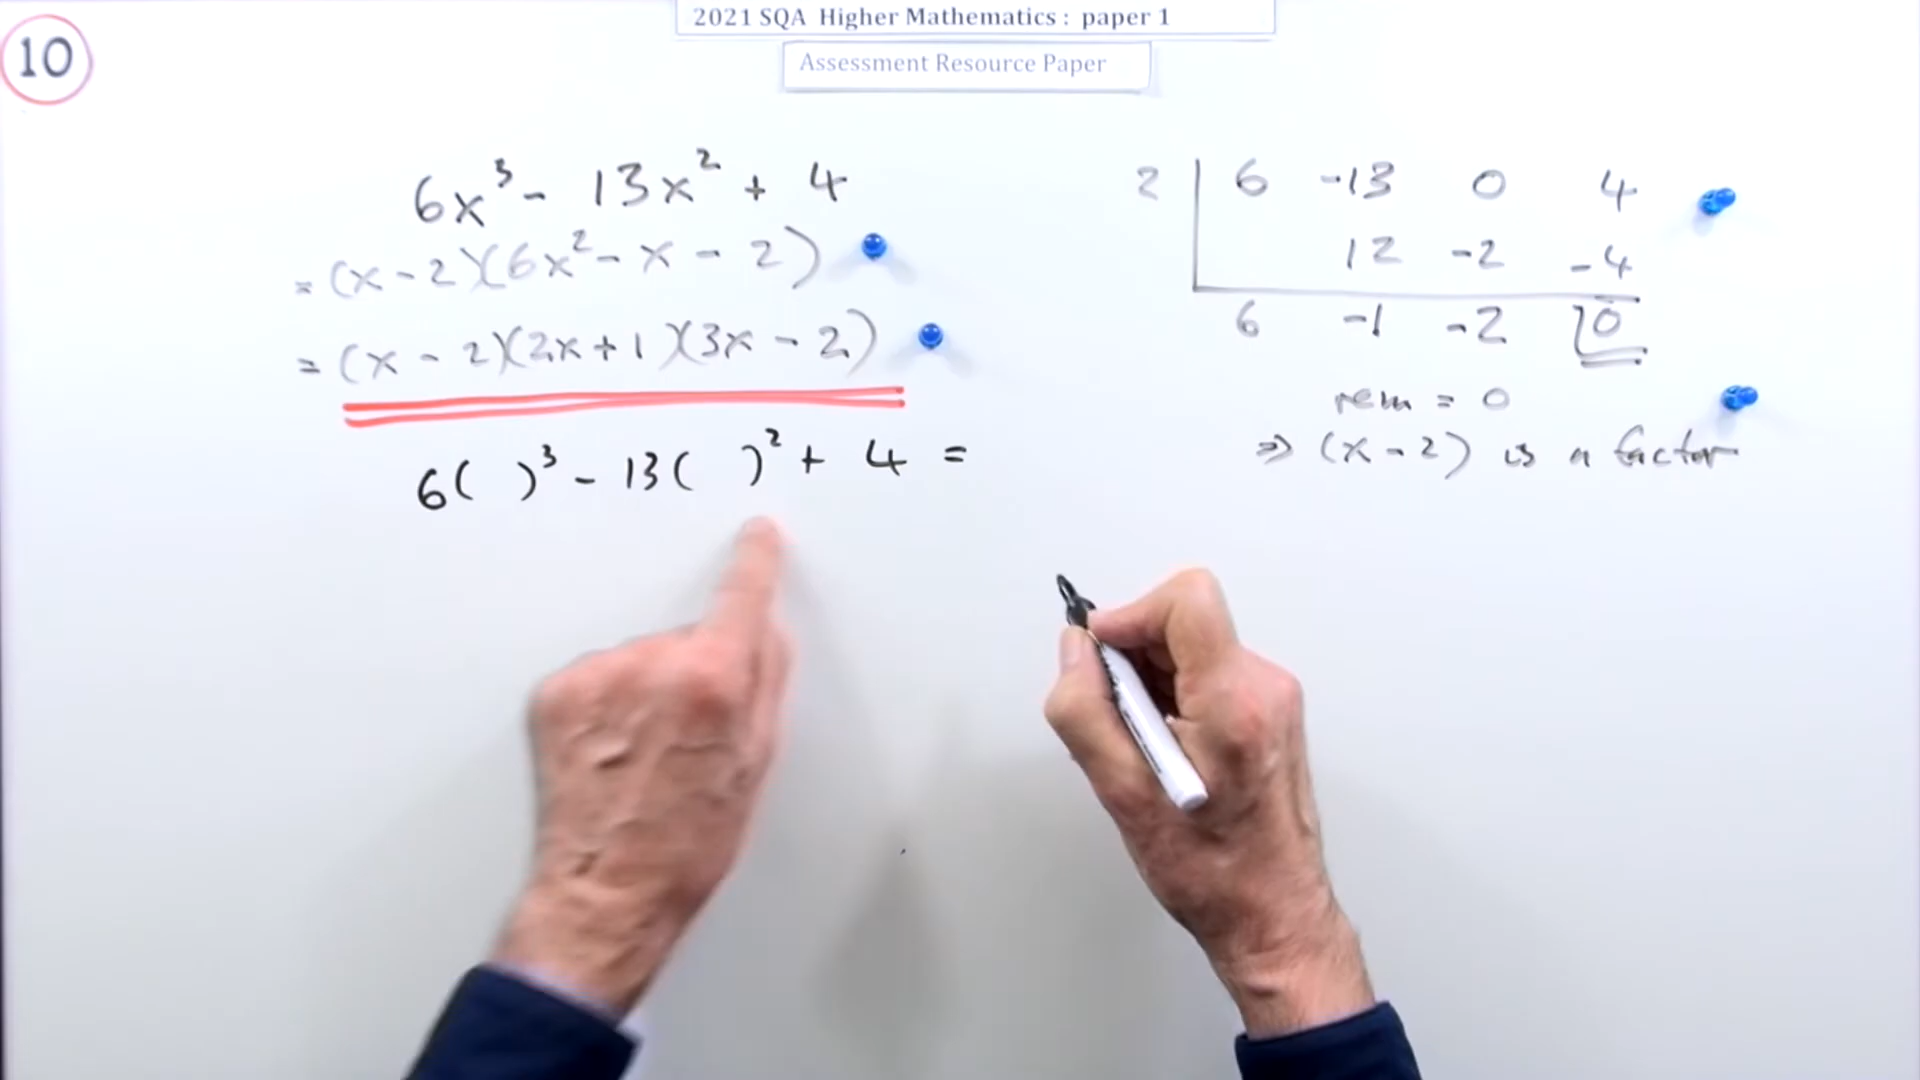 2021 SQA Higher Mathematics : paper 1
Assessment Resource Paper
10
6x³ - 13x² + 4
= (x - 2)(6x² - x - 2)
= (x - 2)(2x + 1)(3x - 2)
6( )³ - 13( )² + 4 =
2 | 6 -13 0 4
12 -2 -4
6 -1 -2 0
rem = 0
⇒ (x - 2) is a factor